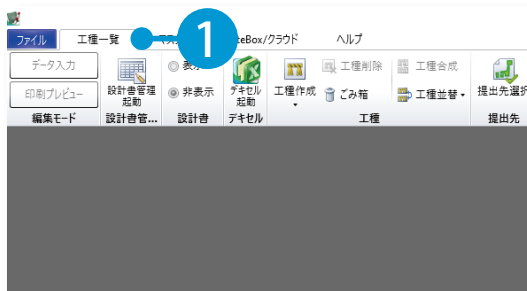 ファイル 工種一覧 1 teBox/クラウド ヘルプ
データ入力 表示 工種削除 工種合成
印刷プレビュー 設計書管理起動 非表示 デキセル起動 工種作成 ごみ箱 工種並替 提出先選択
編集モード 設計書管... 設計書 デキセル 工種 提出先